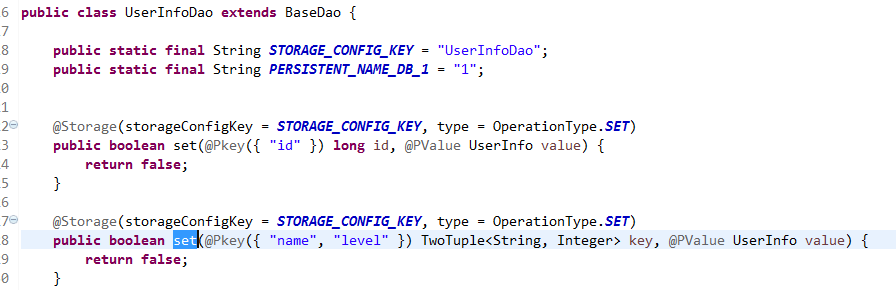 6 public class UserInfoDao extends BaseDao {
7
8     public static final String STORAGE_CONFIG_KEY = "UserInfoDao";
9     public static final String PERSISTENT_NAME_DB_1 = "1";
0
1
2     @Storage(storageConfigKey = STORAGE_CONFIG_KEY, type = OperationType.SET)
3     public boolean set(@Pkey({ "id" }) long id, @PValue UserInfo value) {
4         return false;
5     }
6
7     @Storage(storageConfigKey = STORAGE_CONFIG_KEY, type = OperationType.SET)
8     public boolean set(@Pkey({ "name", "level" }) TwoTuple<String, Integer> key, @PValue UserInfo value) {
9         return false;
0     }